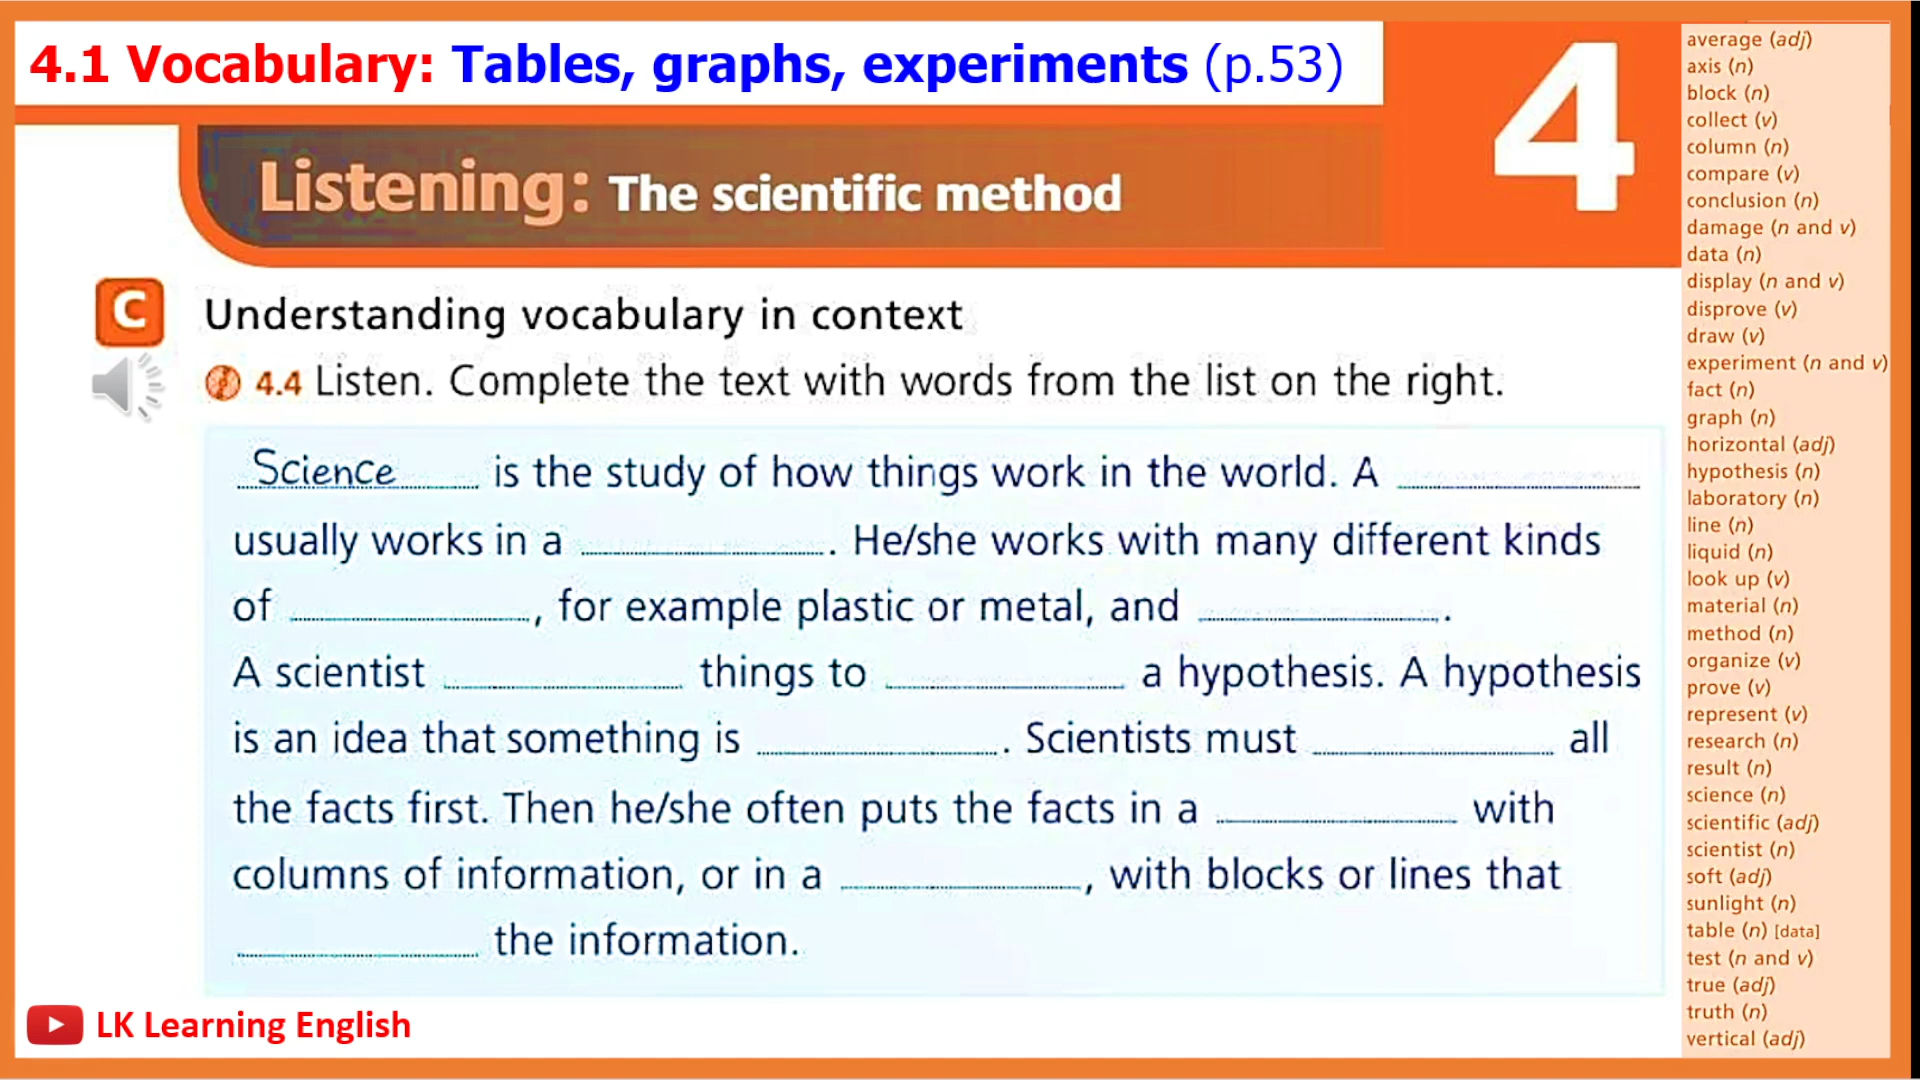 4.1 Vocabulary: Tables, graphs, experiments (p.53)
4
Listening: The scientific method
C Understanding vocabulary in context
4.4 Listen. Complete the text with words from the list on the right.
Science is the study of how things work in the world. A
usually works in a . He/she works with many different kinds
of , for example plastic or metal, and .
A scientist things to a hypothesis. A hypothesis
is an idea that something is . Scientists must all
the facts first. Then he/she often puts the facts in a with
columns of information, or in a , with blocks or lines that
the information.
LK Learning English
average (adj)
axis (n)
block (n)
collect (v)
column (n)
compare (v)
conclusion (n)
damage (n and v)
data (n)
display (n and v)
disprove (v)
draw (v)
experiment (n and v)
fact (n)
graph (n)
horizontal (adj)
hypothesis (n)
laboratory (n)
line (n)
liquid (n)
look up (v)
material (n)
method (n)
organize (v)
prove (v)
represent (v)
research (n)
result (n)
science (n)
scientific (adj)
scientist (n)
soft (adj)
sunlight (n)
table (n) [data]
test (n and v)
true (adj)
truth (n)
vertical (adj)